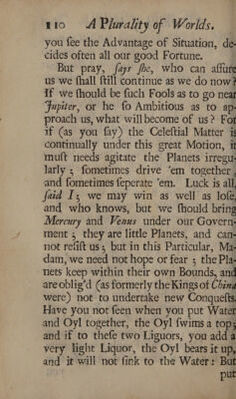 110 A Plurality of Worlds.
you ſee the Advantage of Situation, de-
cides often all our good Fortune.
But pray, ſays ſhe, who can aſſure
us we ſhall ſtill continue as we do now?
If we ſhould be ſuch Fools as to go near
Jupiter, or he ſo Ambitious as to ap-
proach us, what will become of us? For
if (as you ſay) the Celeſtial Matter is
continually under this great Motion, it
muſt needs agitate the Planets irregu-
larly; ſometimes drive 'em together,
and ſometimes ſeperate 'em. Luck is all,
ſaid I; we may win as well as loſe,
and who knows, but we ſhould bring
Mercury and Venus under our Govern-
ment; they are little Planets, and can-
not reſiſt us; but in this Particular, Ma-
dam, we need not hope or fear; the Pla-
nets keep within their own Bounds, and
are oblig'd (as formerly the Kings of China
were) not to undertake new Conqueſts.
Have you not ſeen when you put Water
and Oyl together, the Oyl ſwims a top;
and if to theſe two Liquors, you add a
very light Liquor, the Oyl bears it up,
and it will not ſink to the Water: But
put